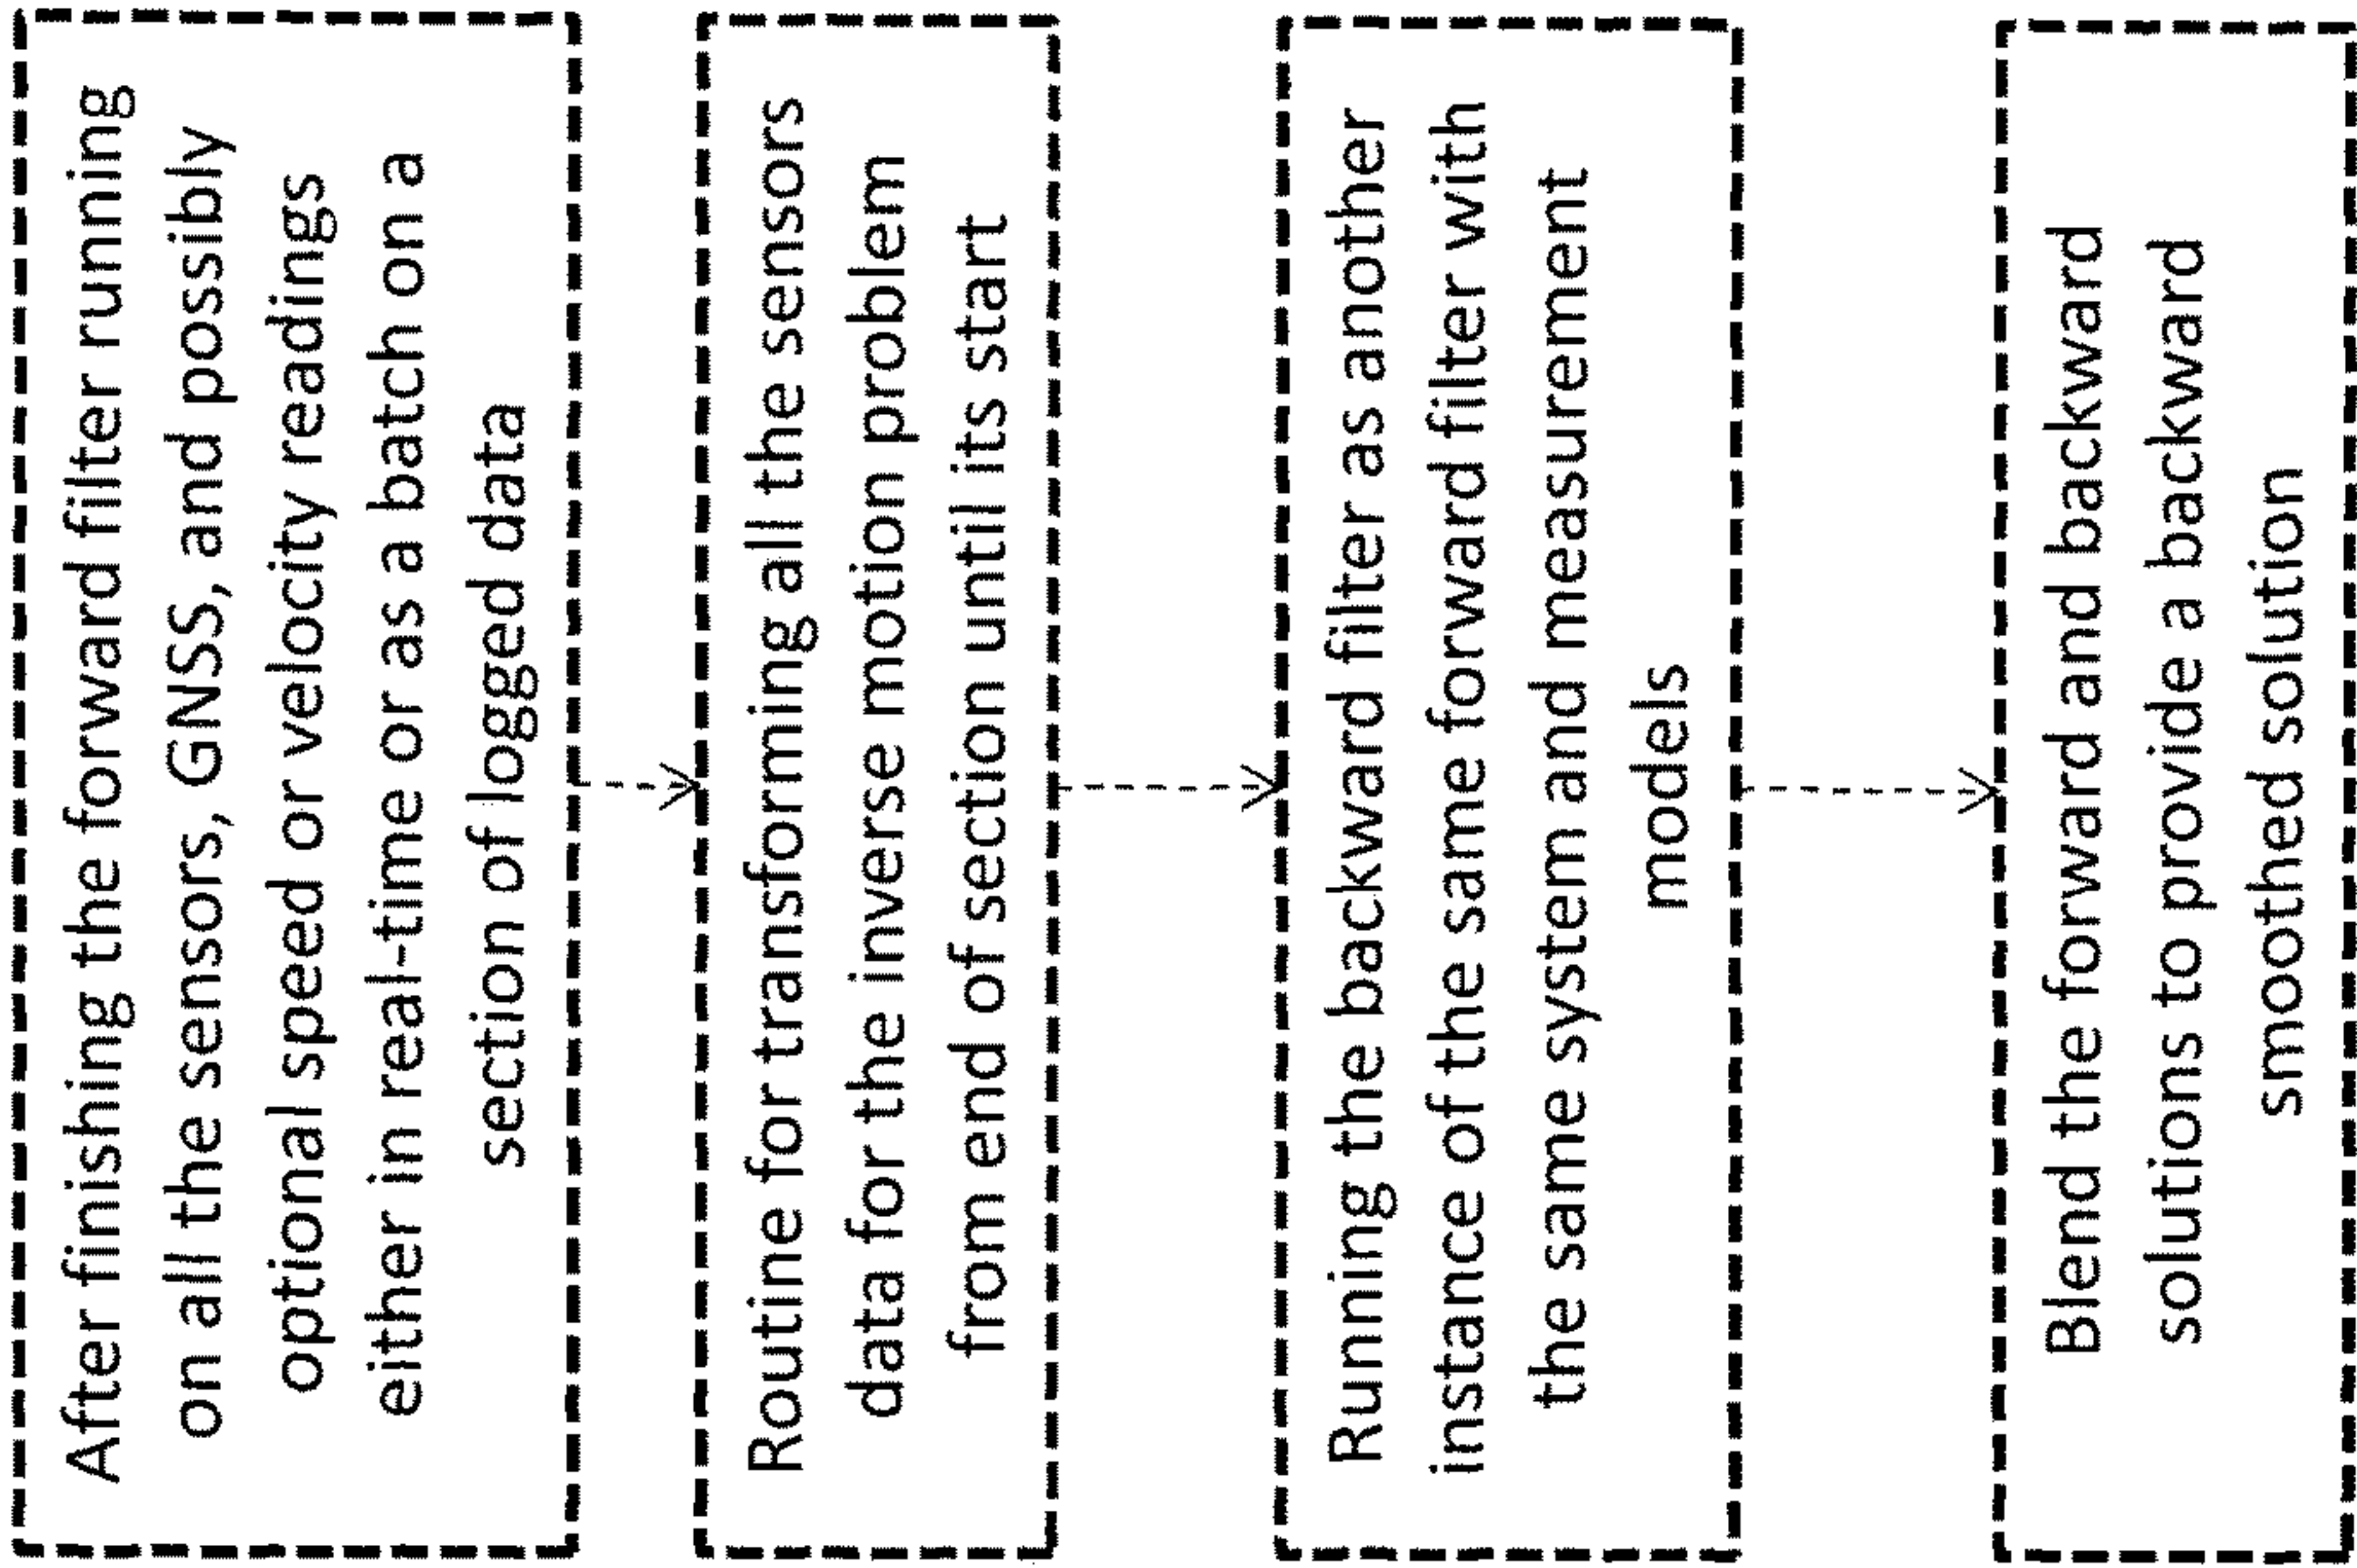 After finishing the forward filter running
on all the sensors, GNSS, and possibly
optional speed or velocity readings
either in real-time or as a batch on a
section of logged data
Routine for transforming all the sensors
data for the inverse motion problem
from end of section until its start
Running the backward filter as another
instance of the same forward filter with
the same system and measurement
models
Blend the forward and backward
solutions to provide a backward
smoothed solution